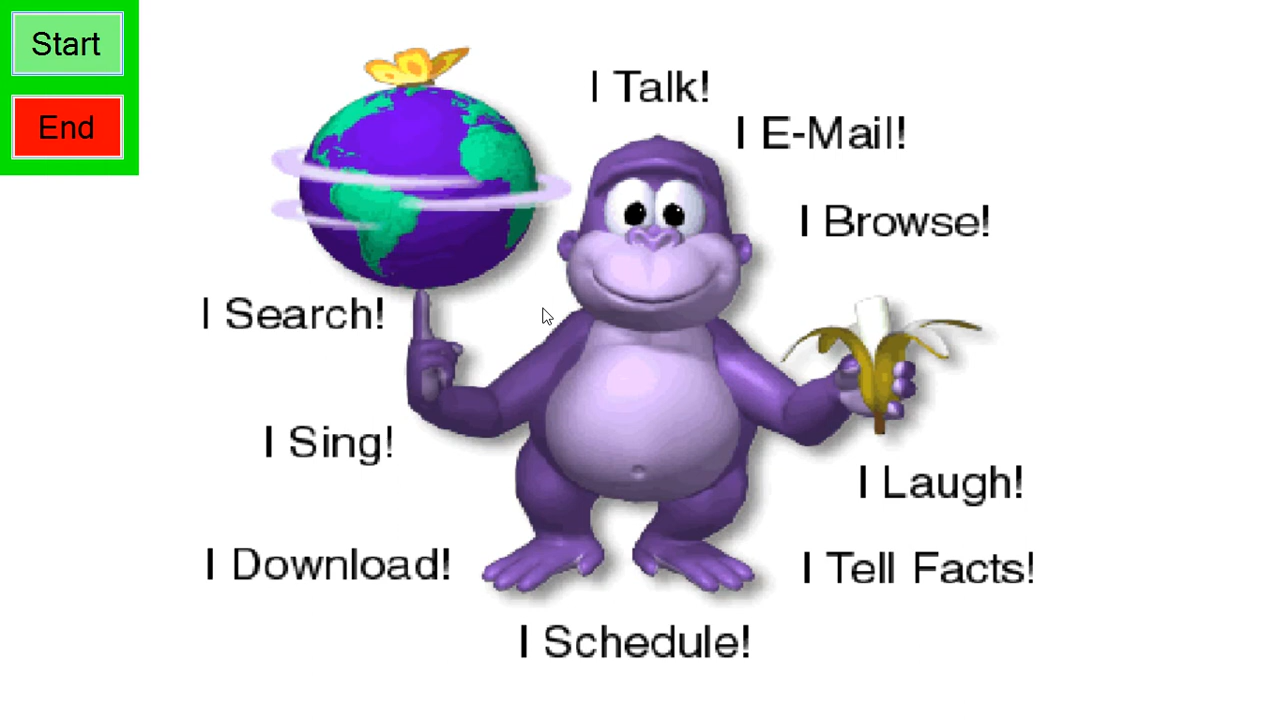 Start
End
I Talk!
I E-Mail!
I Browse!
I Search!
I Sing!
I Laugh!
I Download!
I Tell Facts!
I Schedule!